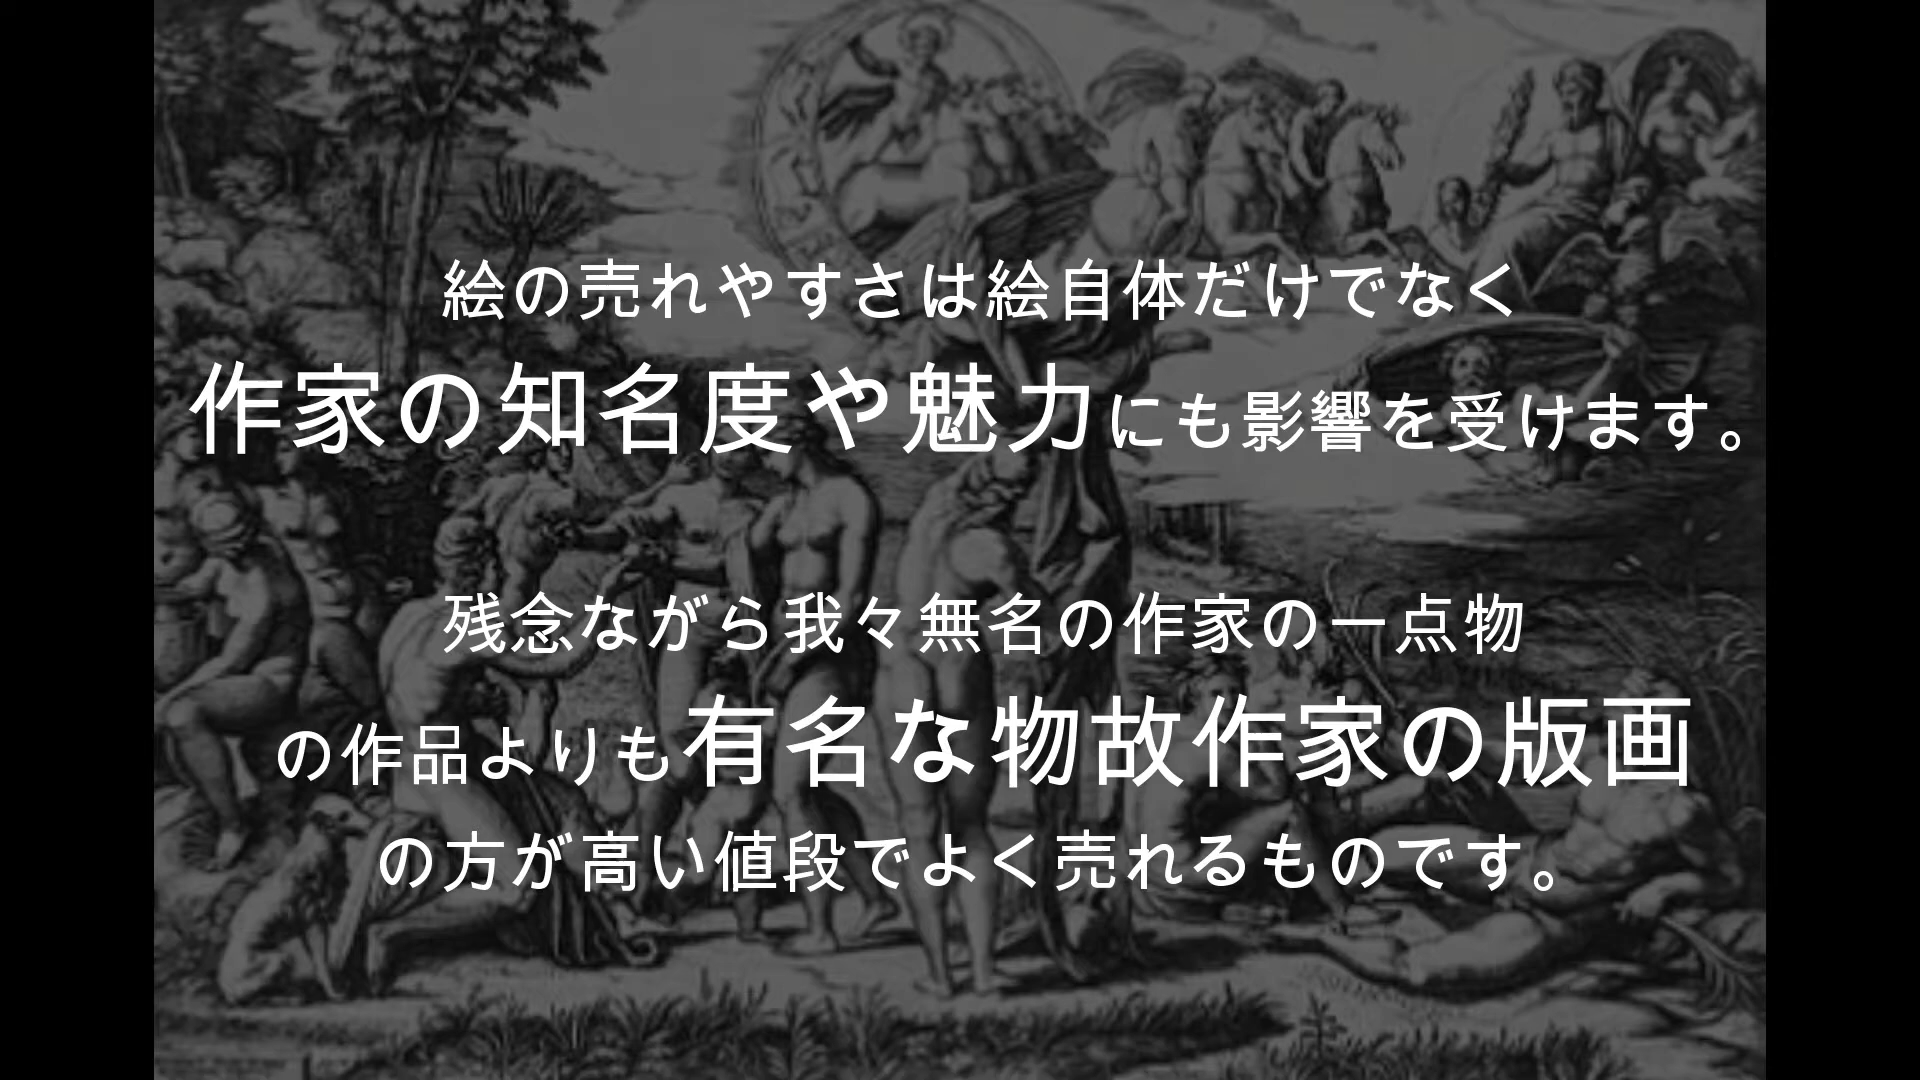 絵の売れやすさは絵自体だけでなく
作家の知名度や魅力にも影響を受けます。
残念ながら我々無名の作家の一点物
の作品よりも有名な物故作家の版画
の方が高い値段でよく売れるものです。